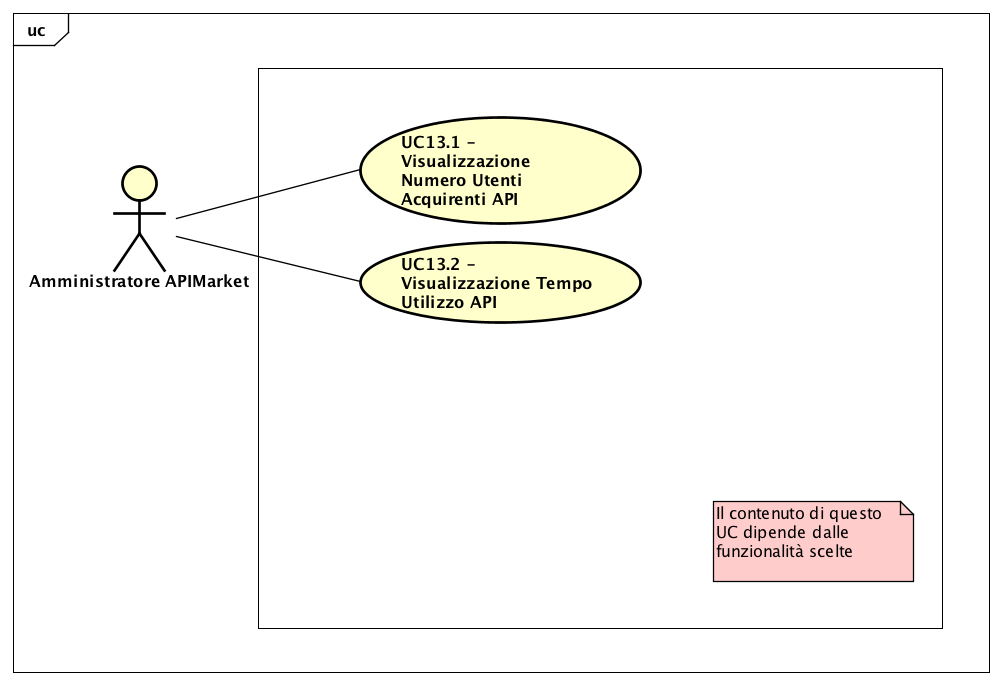 uc
UC13.1 -
Visualizzazione
Numero Utenti
Acquirenti API
Amministratore APIMarket
UC13.2 -
Visualizzazione Tempo
Utilizzo API
Il contenuto di questo
UC dipende dalle
funzionalità scelte